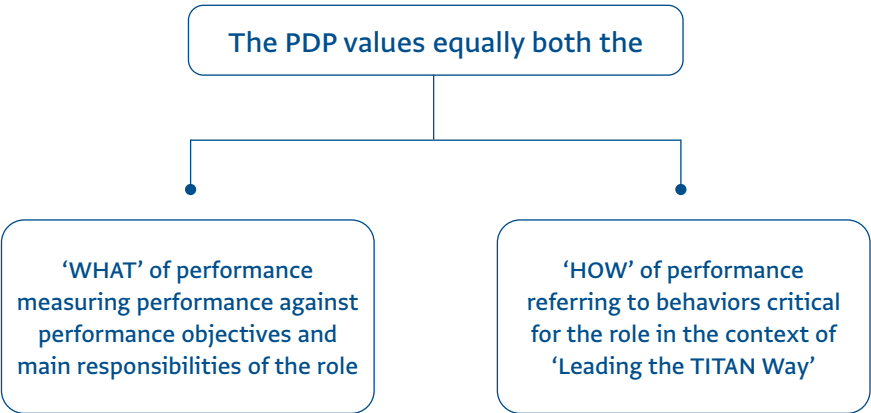 The PDP values equally both the
‘WHAT’ of performance
measuring performance against
performance objectives and
main responsibilities of the role
‘HOW’ of performance
referring to behaviors critical
for the role in the context of
‘Leading the TITAN Way’